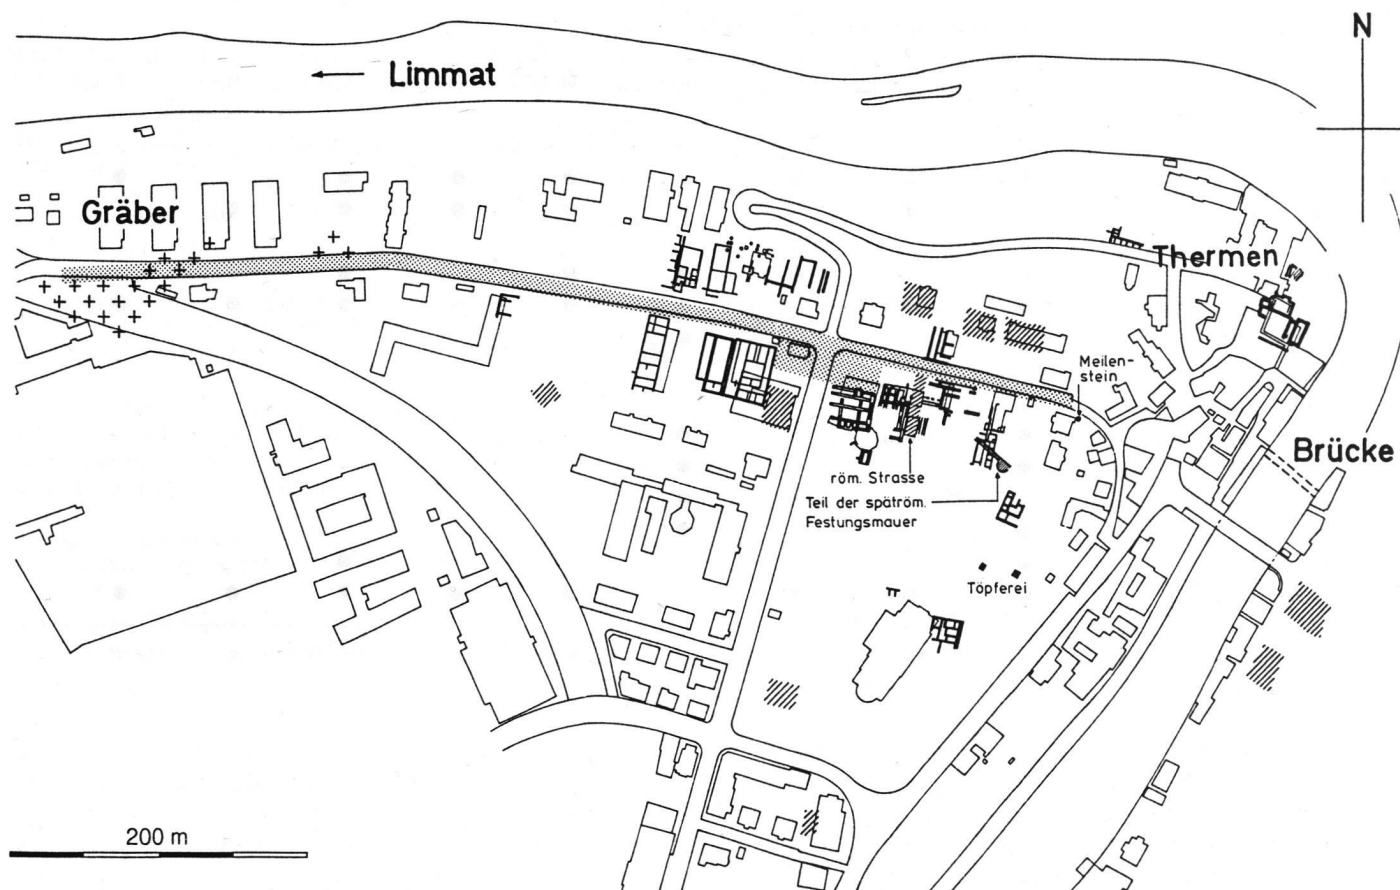 N
Limmat
Gräber
Thermen
Meilen-
stein
Brücke
röm. Strasse
Teil der spätröm.
Festungsmauer
Töpferei
200 m